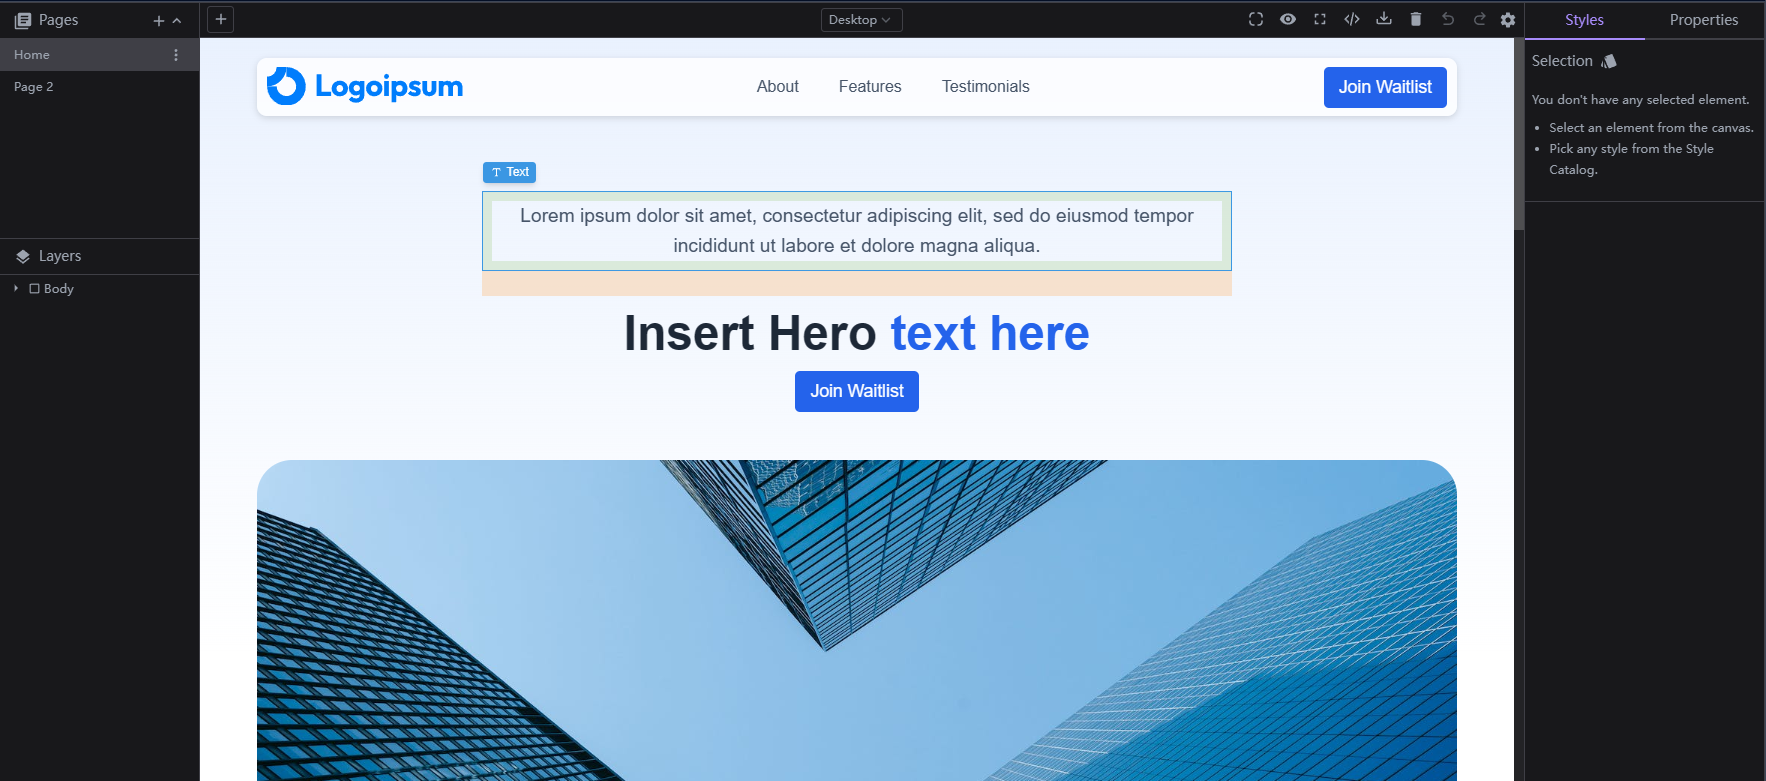 Pages
Home
Page 2
Layers
Body
Desktop
Logoipsum
About
Features
Testimonials
Join Waitlist
Text
Lorem ipsum dolor sit amet, consectetur adipiscing elit, sed do eiusmod tempor
incididunt ut labore et dolore magna aliqua.
Insert Hero text here
Join Waitlist
Styles
Properties
Selection
You don't have any selected element.
Select an element from the canvas.
Pick any style from the Style
Catalog.